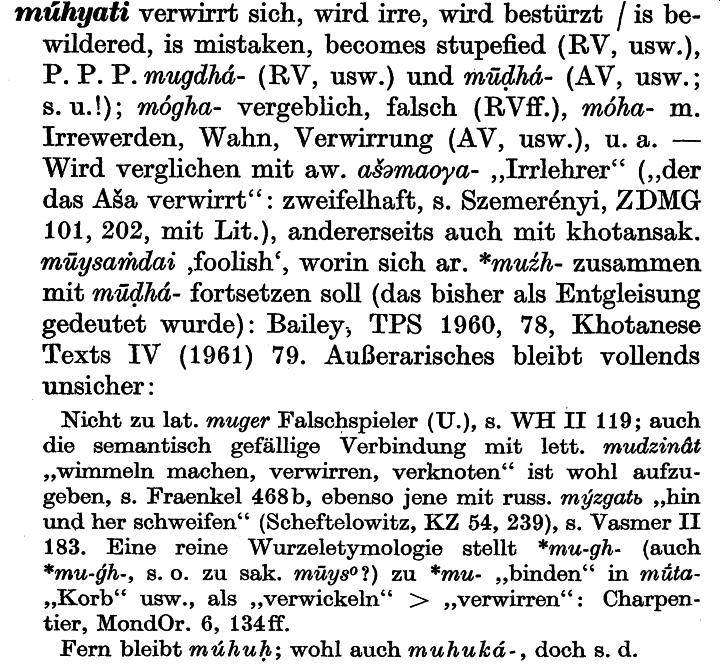 múhyati verwirrt sich, wird irre, wird bestürzt / is be-
wildered, is mistaken, becomes stupefied (RV, usw.),
P. P. P. mugdhá- (RV, usw.) und mūḍhá- (AV, usw.;
s. u.!); mógha- vergeblich, falsch (RVff.), móha- m.
Irrewerden, Wahn, Verwirrung (AV, usw.), u. a. —
Wird verglichen mit aw. ašəmaoγa- „Irrlehrer“ („der
das Aša verwirrt“: zweifelhaft, s. Szemerényi, ZDMG
101, 202, mit Lit.), andererseits auch mit khotansak.
mūysaṁdai ‚foolish‘, worin sich ar. *muźh- zusammen
mit mūḍhá- fortsetzen soll (das bisher als Entgleisung
gedeutet wurde): Bailey, TPS 1960, 78, Khotanese
Texts IV (1961) 79. Außerarisches bleibt vollends
unsicher:
Nicht zu lat. muger Falschspieler (U.), s. WH II 119; auch
die semantisch gefällige Verbindung mit lett. mudzinât
„wimmeln machen, verwirren, verknoten“ ist wohl aufzu-
geben, s. Fraenkel 468b, ebenso jene mit russ. mýzgatь „hin
und her schweifen“ (Scheftelowitz, KZ 54, 239), s. Vasmer II
183. Eine reine Wurzeletymologie stellt *mu-gh- (auch
*mu-ǵh-, s. o. zu sak. mūysº?) zu *mu- „binden“ in mū́ta-
„Korb“ usw., als „verwickeln“ > „verwirren“: Charpen-
tier, MondOr. 6, 134ff.
Fern bleibt múhuḥ; wohl auch muhuká-, doch s. d.